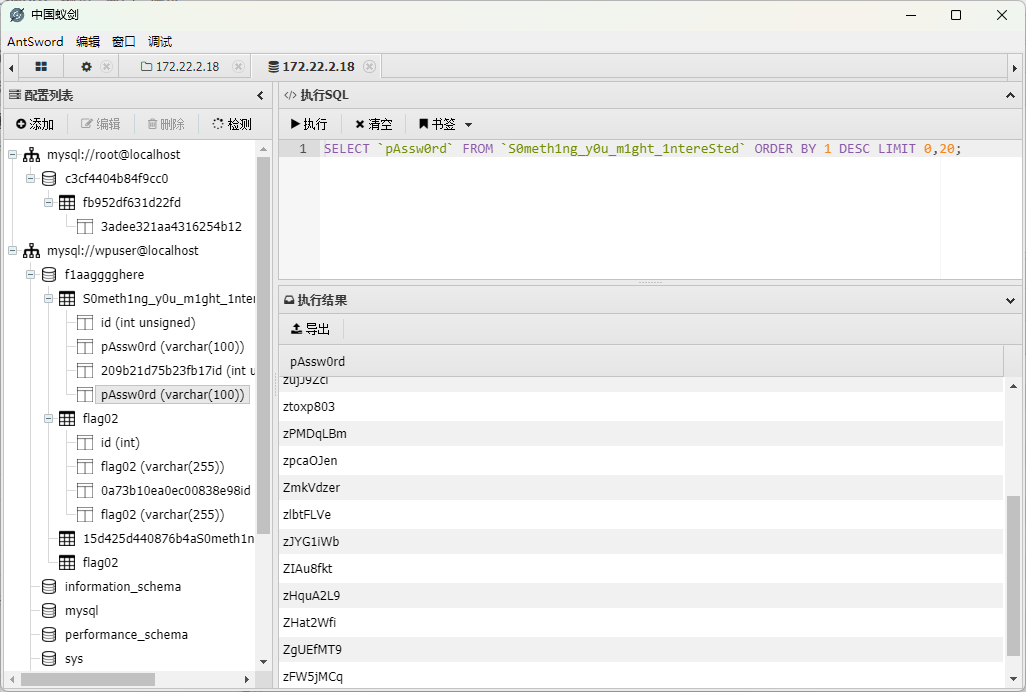 中国蚁剑
AntSword 编辑 窗口 调试
172.22.2.18 172.22.2.18
配置列表
添加 编辑 删除 检测
mysql://root@localhost
c3cf4404b84f9cc0
fb952df631d22fd
3adee321aa4316254b12
mysql://wpuser@localhost
f1aagggghere
S0meth1ng_y0u_m1ght_1nter
id (int unsigned)
pAssw0rd (varchar(100))
209b21d75b23fb17id (int u
pAssw0rd (varchar(100))
flag02
id (int)
flag02 (varchar(255))
0a73b10ea0ec00838e98id
flag02 (varchar(255))
15d425d440876b4aS0meth1n
flag02
information_schema
mysql
performance_schema
sys
执行SQL
执行 清空 书签
1 SELECT `pAssw0rd` FROM `S0meth1ng_y0u_m1ght_1ntereSted` ORDER BY 1 DESC LIMIT 0,20;
执行结果
导出
pAssw0rd
ztoxp803
zPMDqLBm
zpcaOJen
ZmkVdzer
zlbtFLVe
zJYG1iWb
ZIAu8fkt
zHquA2L9
ZHat2Wfi
ZgUEfMT9
zFW5jMCq